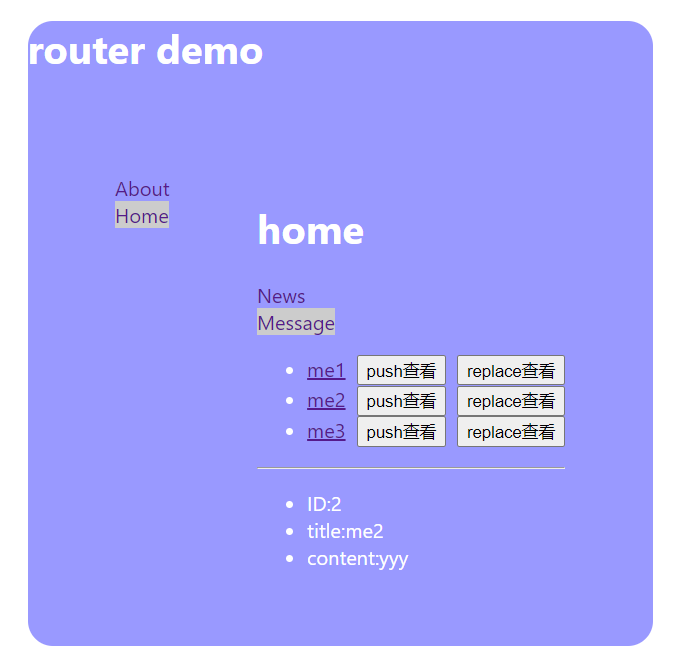 router demo
About
Home
home
News
Message
me1 push查看 replace查看
me2 push查看 replace查看
me3 push查看 replace查看
ID:2
title:me2
content:yyy